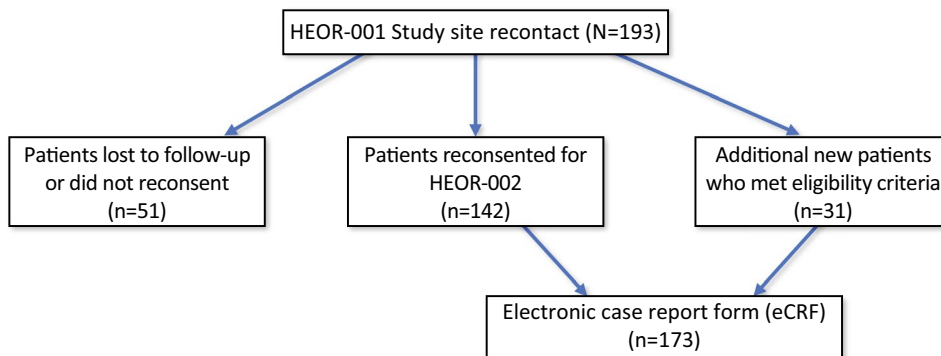 HEOR-001 Study site recontact (N=193)
Patients lost to follow-up
or did not reconsent
(n=51)
Patients reconsented for
HEOR-002
(n=142)
Additional new patients
who met eligibility criteria
(n=31)
Electronic case report form (eCRF)
(n=173)